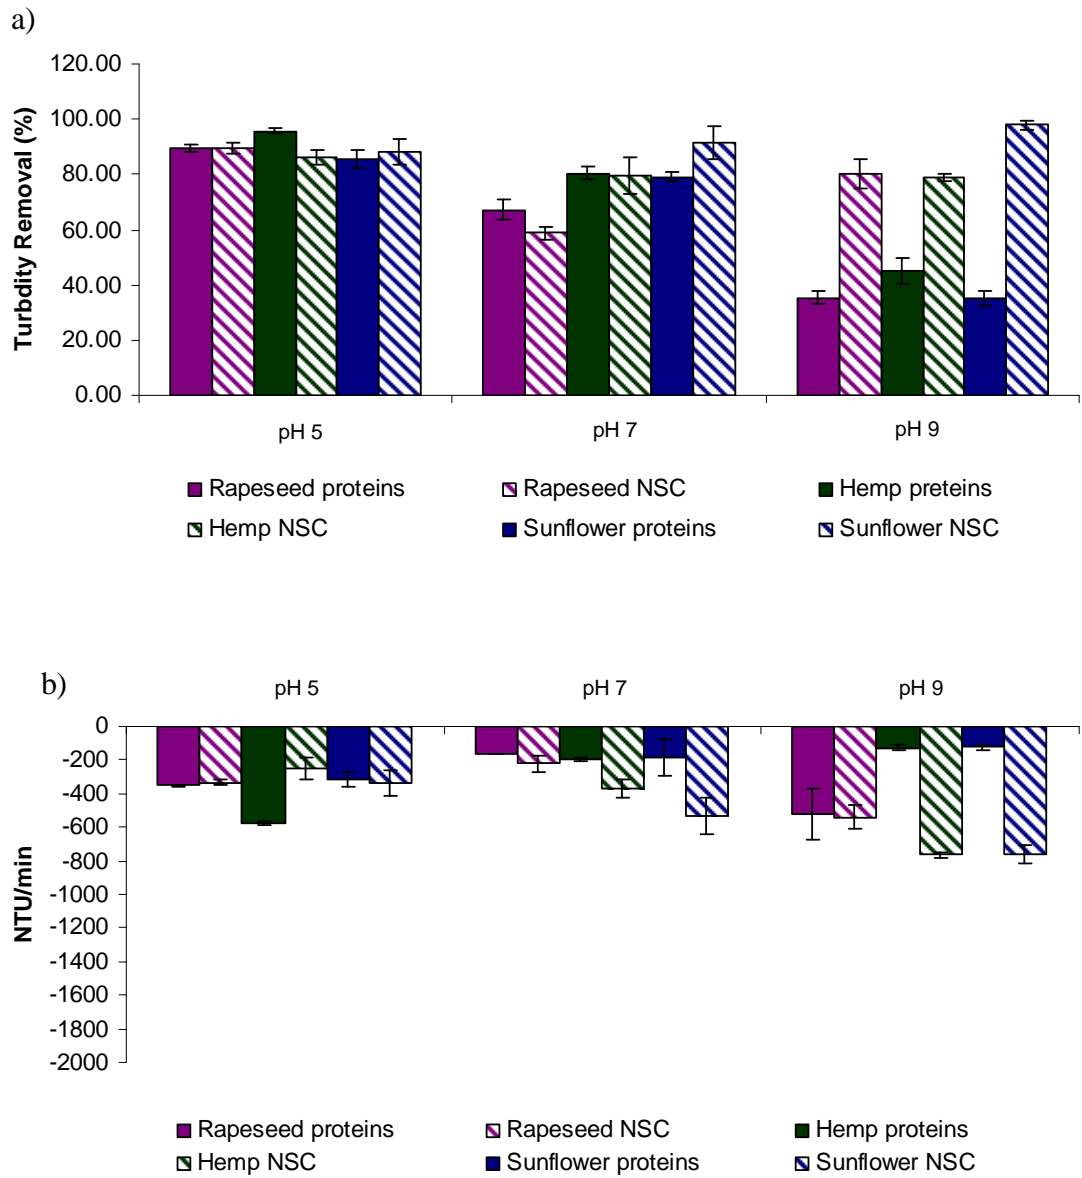 a)
120.00
100.00
80.00
60.00
40.00
20.00
0.00
Turbdity Removal (%)
pH 5 pH 7 pH 9
Rapeseed proteins Rapeseed NSC Hemp preteins
Hemp NSC Sunflower proteins Sunflower NSC
b)
pH 5 pH 7 pH 9
0
-200
-400
-600
-800
-1000
-1200
-1400
-1600
-1800
-2000
NTU/min
Rapeseed proteins Rapeseed NSC Hemp proteins
Hemp NSC Sunflower proteins Sunflower NSC